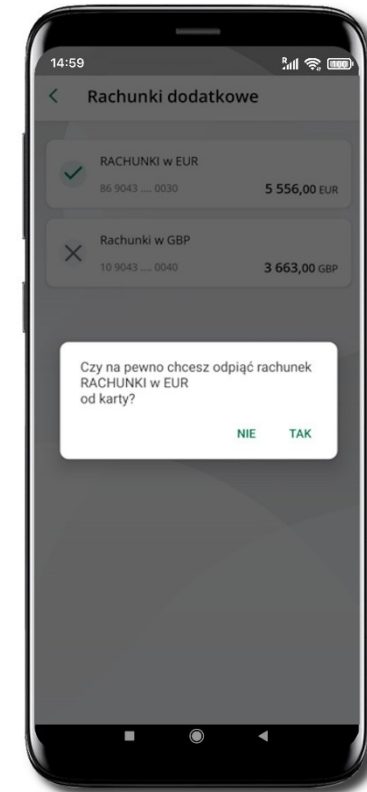 14:59
Rachunki dodatkowe
RACHUNKI w EUR
86 9043 .... 0030 5 556,00 EUR
Rachunki w GBP
10 9043 .... 0040 3 663,00 GBP
Czy na pewno chcesz odpiąć rachunek
RACHUNKI w EUR
od karty?
NIE TAK